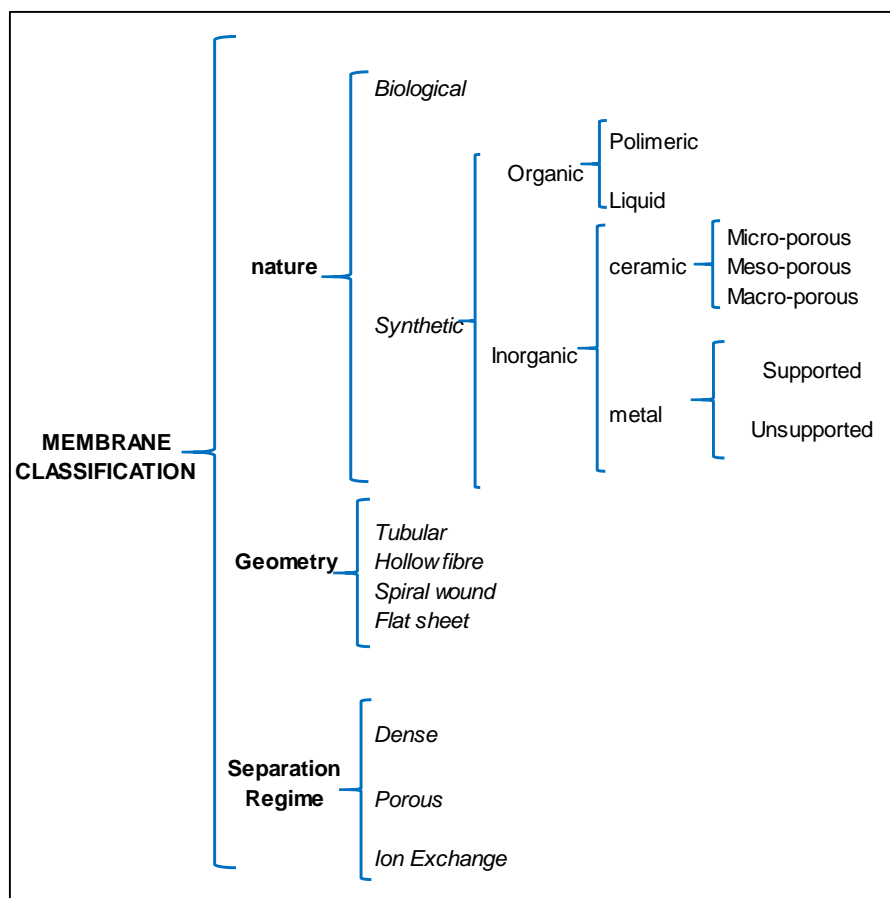 MEMBRANE
CLASSIFICATION
nature
Biological
Synthetic
Organic
Polimeric
Liquid
Inorganic
ceramic
Micro-porous
Meso-porous
Macro-porous
metal
Supported
Unsupported
Geometry
Tubular
Hollow fibre
Spiral wound
Flat sheet
Separation
Regime
Dense
Porous
Ion Exchange